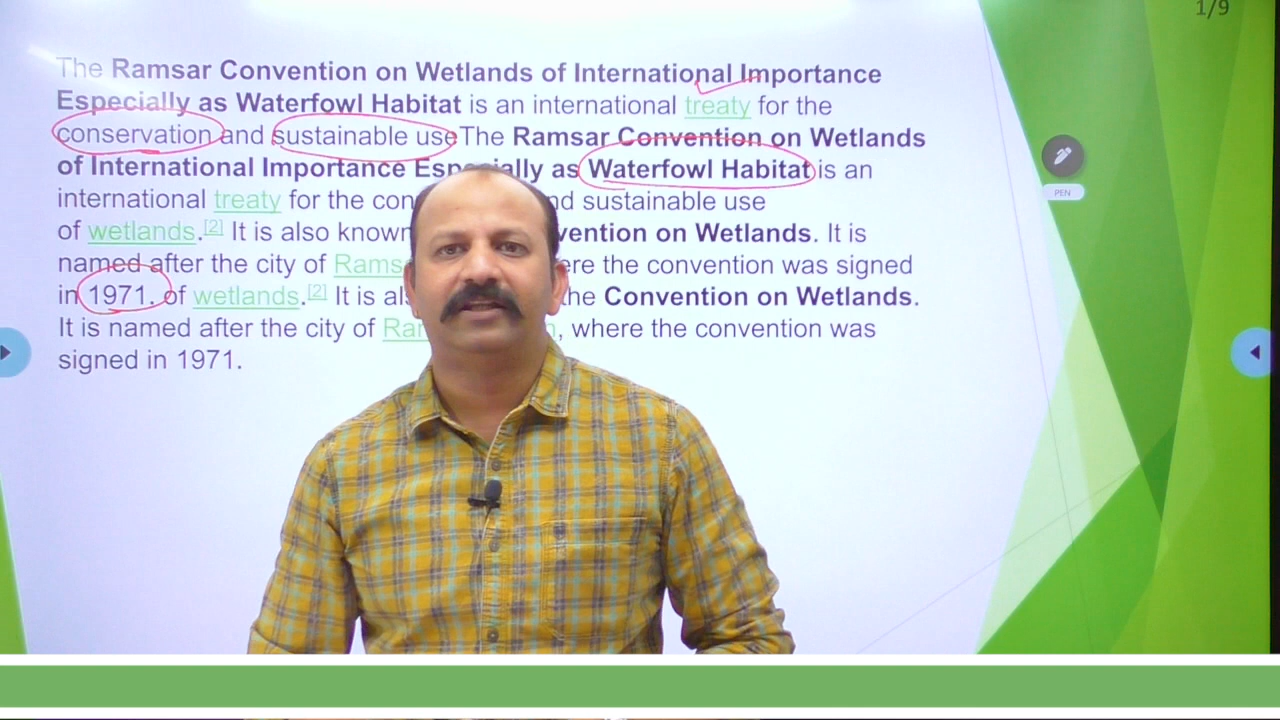 1/9
The Ramsar Convention on Wetlands of International Importance
Especially as Waterfowl Habitat is an international treaty for the
conservation and sustainable use The Ramsar Convention on Wetlands
of International Importance Especially as Waterfowl Habitat is an
international treaty for the con nd sustainable use
of wetlands.[2] It is also known vention on Wetlands. It is
named after the city of Rams ere the convention was signed
in 1971. of wetlands.[2] It is al the Convention on Wetlands.
It is named after the city of Ra n, where the convention was
signed in 1971.
PEN